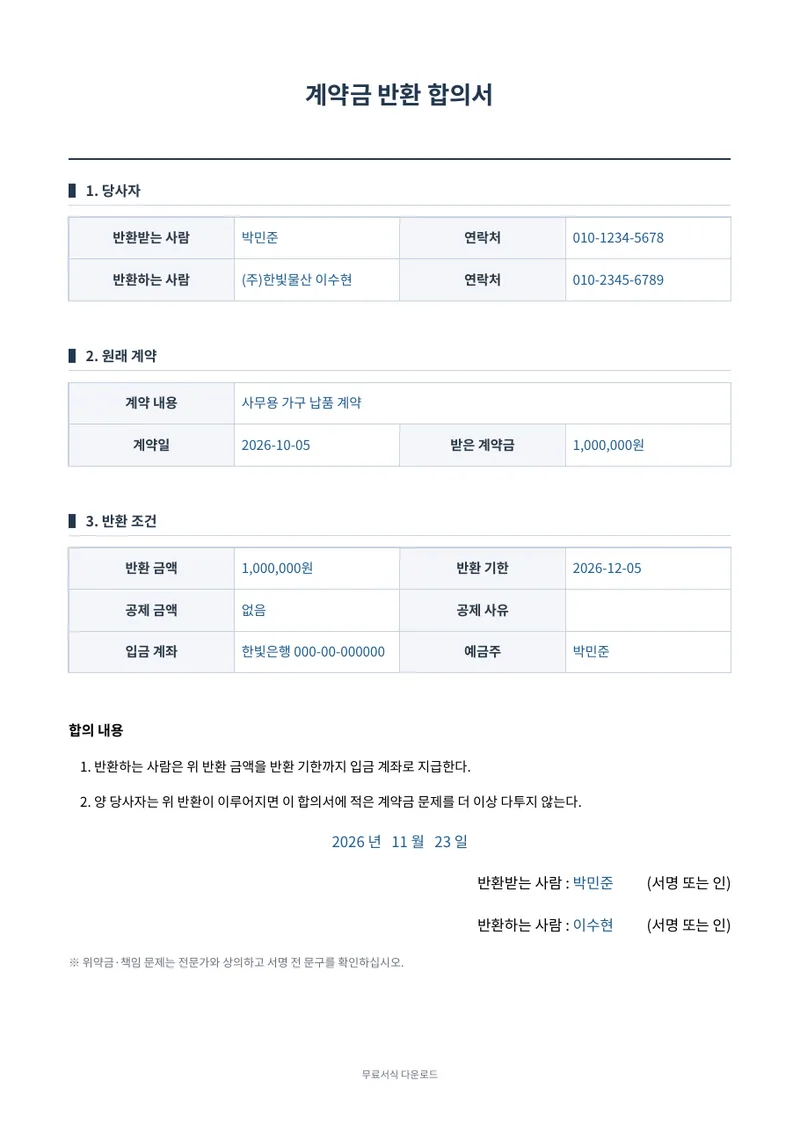 계약금 반환 합의서
1. 당사자
반환받는 사람 박민준 연락처 010-1234-5678
반환하는 사람 (주)한빛물산 이수현 연락처 010-2345-6789
2. 원래 계약
계약 내용 사무용 가구 납품 계약
계약일 2026-10-05 받은 계약금 1,000,000원
3. 반환 조건
반환 금액 1,000,000원 반환 기한 2026-12-05
공제 금액 없음 공제 사유
입금 계좌 한빛은행 000-00-000000 예금주 박민준
합의 내용
1. 반환하는 사람은 위 반환 금액을 반환 기한까지 입금 계좌로 지급한다.
2. 양 당사자는 위 반환이 이루어지면 이 합의서에 적은 계약금 문제를 더 이상 다투지 않는다.
2026 년 11 월 23 일
반환받는 사람 : 박민준 (서명 또는 인)
반환하는 사람 : 이수현 (서명 또는 인)
※ 위약금·책임 문제는 전문가와 상의하고 서명 전 문구를 확인하십시오.
무료서식 다운로드